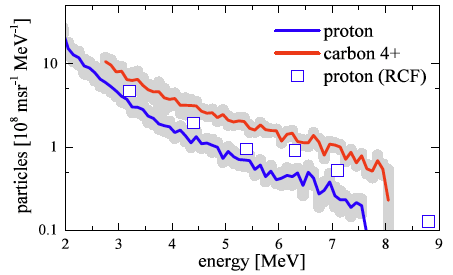 particles [10⁸ msr⁻¹ MeV⁻¹]
10
1
0.1
proton
carbon 4+
proton (RCF)
2 3 4 5 6 7 8 9
energy [MeV]